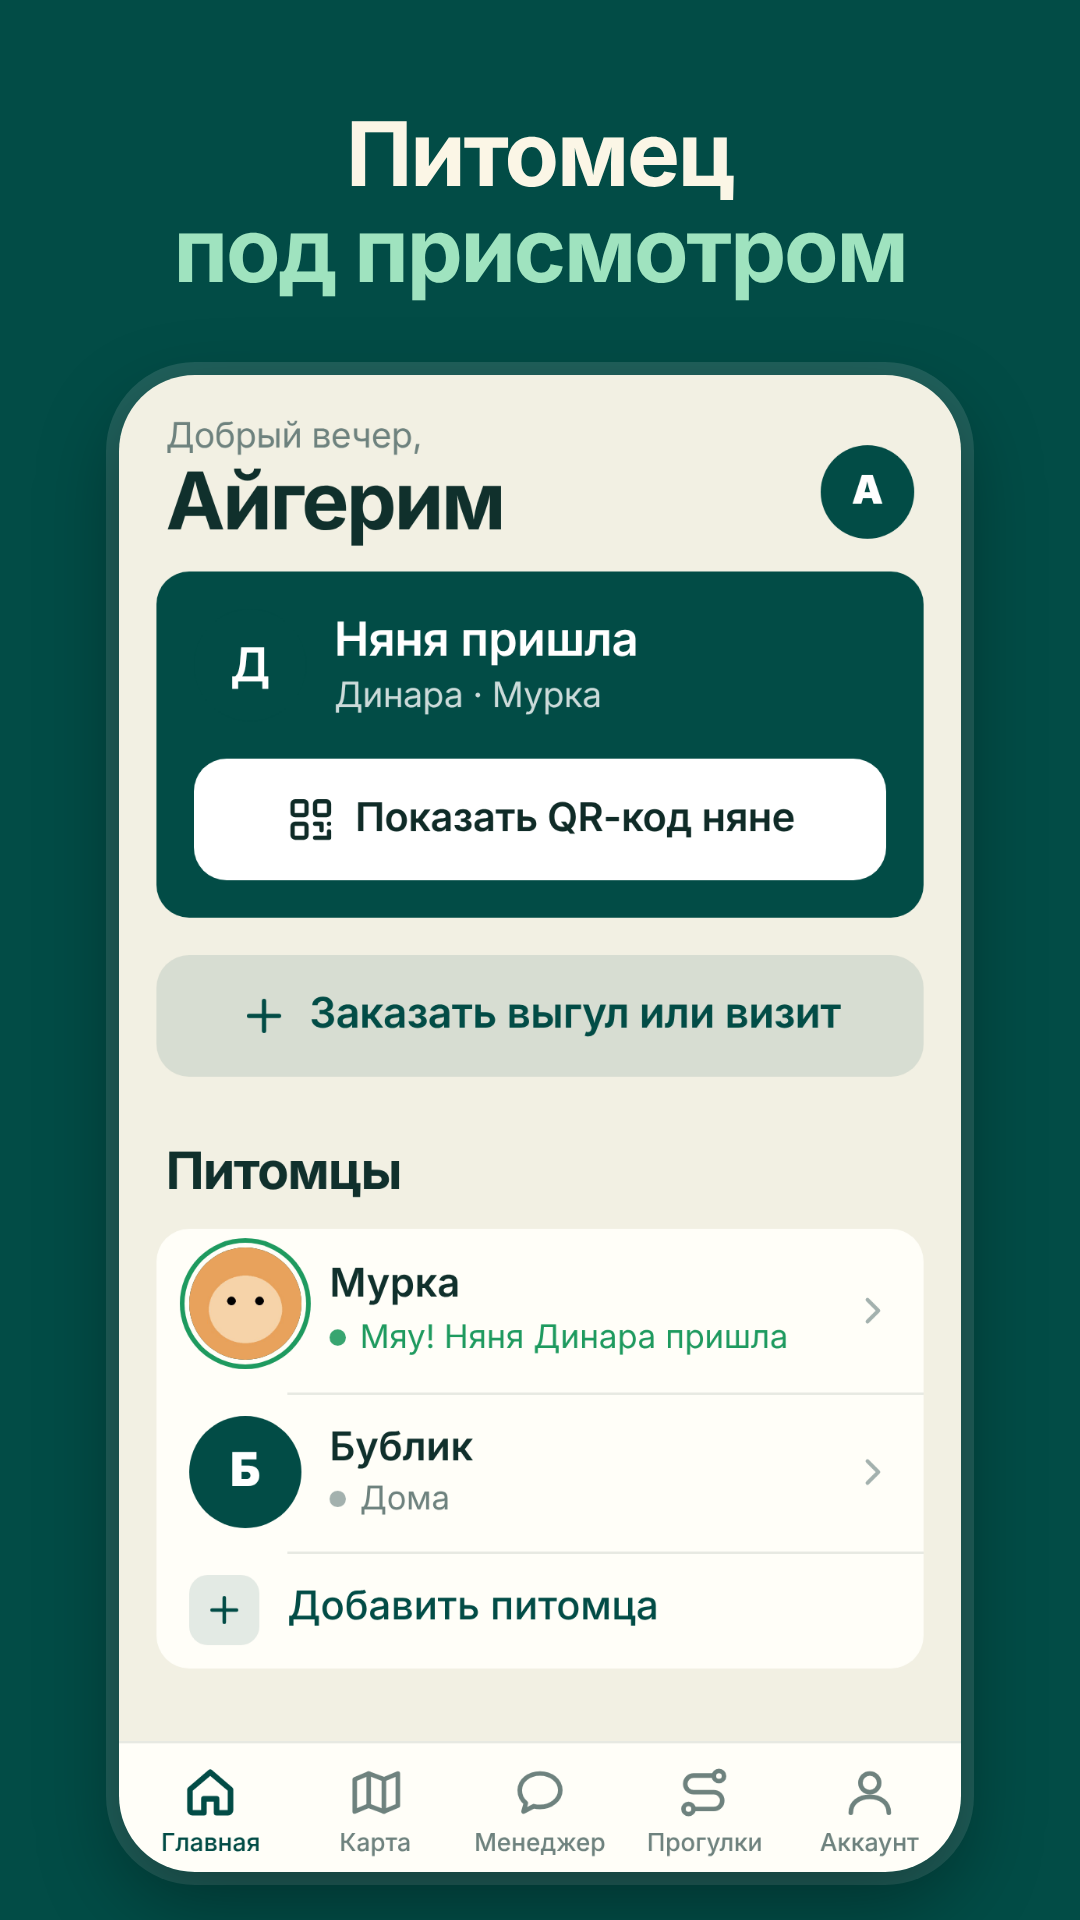 Питомец
под присмотром
Добрый вечер,
Айгерим
А
Д
Няня пришла
Динара · Мурка
Показать QR-код няне
Заказать выгул или визит
Питомцы
Мурка
Мяу! Няня Динара пришла
Б
Бублик
Дома
Добавить питомца
Главная
Карта
Менеджер
Прогулки
Аккаунт